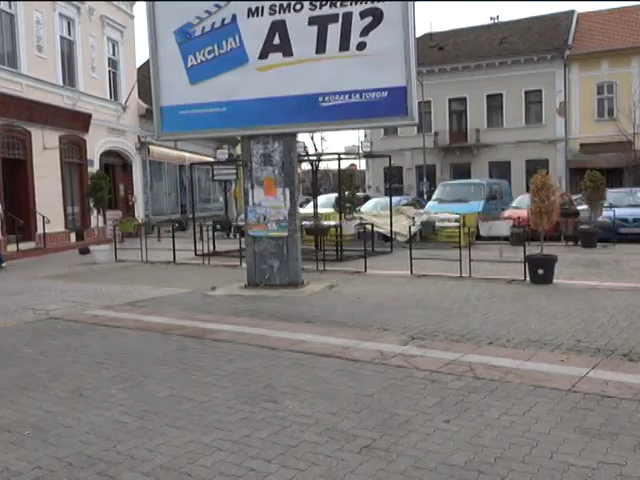 MI SMO SPREMNI
AKCIJA!
A TI?
U KORAK SA TOBOM